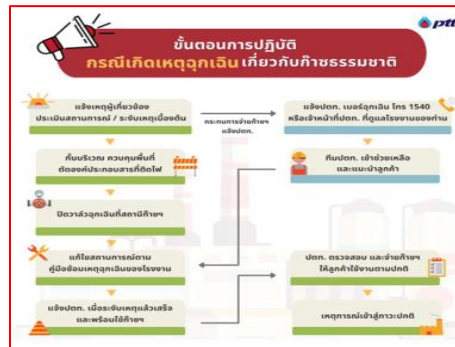 ptt
ขั้นตอนการปฏิบัติ
กรณีเกิดเหตุฉุกเฉิน เกี่ยวกับก๊าซธรรมชาติ
แจ้งเหตุผู้เกี่ยวข้อง
ประเมินสถานการณ์ / ระงับเหตุเบื้องต้น
กระทบการจ่ายก๊าซฯ
แจ้งปตท.
แจ้งปตท. เบอร์ฉุกเฉิน โทร 1540
หรือเจ้าหน้าที่ปตท. ที่ดูแลโรงงานของท่าน
กั้นบริเวณ ควบคุมพื้นที่
ตัดองค์ประกอบสารที่ติดไฟ
ทีมปตท. เข้าช่วยเหลือ
และแนะนำลูกค้า
ปิดวาล์วฉุกเฉินที่สถานีก๊าซฯ
แก้ไขสถานการณ์ตาม
คู่มือซ้อมเหตุฉุกเฉินของโรงงาน
ปตท. ตรวจสอบ และจ่ายก๊าซฯ
ให้ลูกค้าใช้งานตามปกติ
แจ้งปตท. เมื่อระงับเหตุแล้วเสร็จ
และพร้อมใช้ก๊าซฯ
เหตุการณ์เข้าสู่ภาวะปกติ